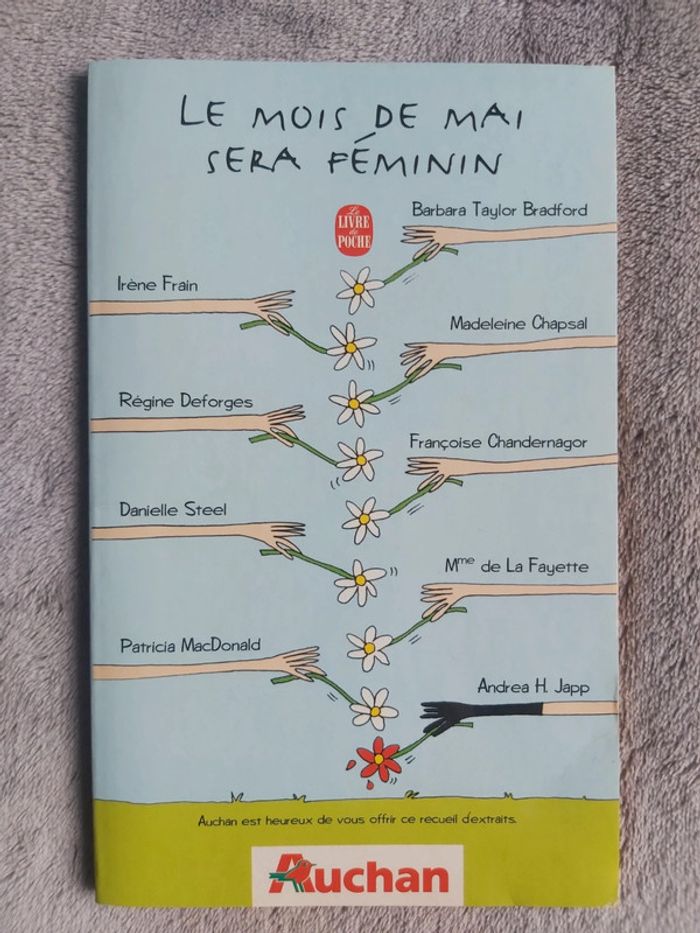 LE MOIS DE MAI
SERA FÉMININ
Le
LIVRE
de
POCHE
Barbara Taylor Bradford
Irène Frain
Madeleine Chapsal
Régine Deforges
Françoise Chandernagor
Danielle Steel
Mme de La Fayette
Patricia MacDonald
Andrea H. Japp
Auchan est heureux de vous offrir ce recueil d'extraits.
Auchan